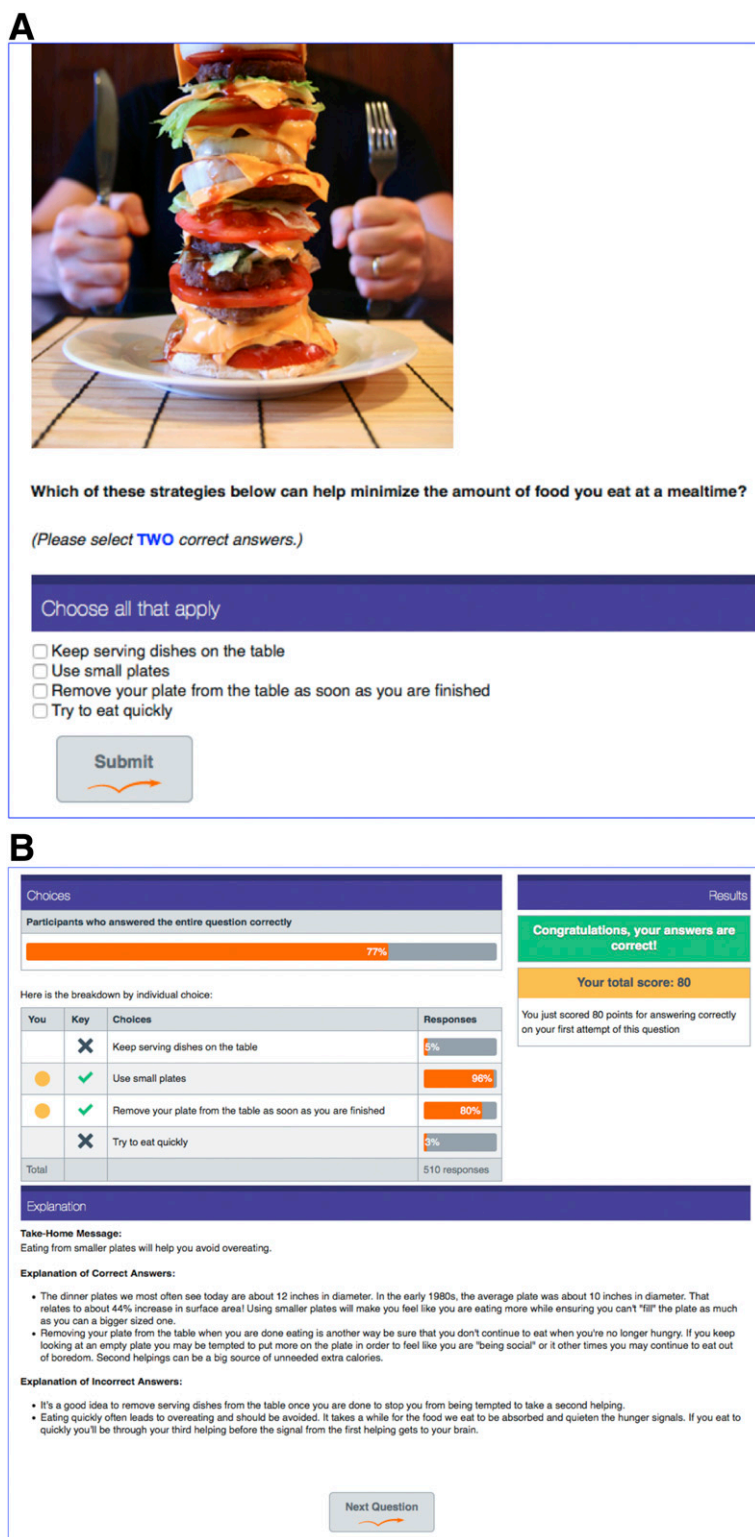 A
Which of these strategies below can help minimize the amount of food you eat at a mealtime?
(Please select TWO correct answers.)
Choose all that apply
Keep serving dishes on the table
Use small plates
Remove your plate from the table as soon as you are finished
Try to eat quickly
Submit
B
Choices
Participants who answered the entire question correctly
77%
Here is the breakdown by individual choice:
You Key Choices Responses
Keep serving dishes on the table 5%
Use small plates 96%
Remove your plate from the table as soon as you are finished 80%
Try to eat quickly 3%
Total 510 responses
Results
Congratulations, your answers are
correct!
Your total score: 80
You just scored 80 points for answering correctly
on your first attempt of this question
Explanation
Take-Home Message:
Eating from smaller plates will help you avoid overeating.
Explanation of Correct Answers:
• The dinner plates we most often see today are about 12 inches in diameter. In the early 1980s, the average plate was about 10 inches in diameter. That
relates to about 44% increase in surface area! Using smaller plates will make you feel like you are eating more while ensuring you can't "fill" the plate as much
as you can a bigger sized one.
• Removing your plate from the table when you are done eating is another way be sure that you don't continue to eat when you're no longer hungry. If you keep
looking at an empty plate you may be tempted to put more on the plate in order to feel like you are "being social" or it other times you may continue to eat out
of boredom. Second helpings can be a big source of unneeded extra calories.
Explanation of Incorrect Answers:
• It's a good idea to remove serving dishes from the table once you are done to stop you from being tempted to take a second helping.
• Eating quickly often leads to overeating and should be avoided. It takes a while for the food we eat to be absorbed and quieten the hunger signals. If you eat to
quickly you'll be through your third helping before the signal from the first helping gets to your brain.
Next Question